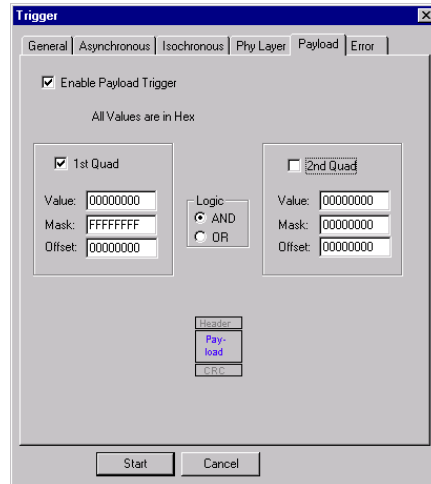 Trigger
General Asynchronous Isochronous Phy Layer Payload Error
Enable Payload Trigger
All Values are in Hex
1st Quad
Value: 00000000
Mask: FFFFFFFF
Offset: 00000000
Logic
AND
OR
2nd Quad
Value: 00000000
Mask: 00000000
Offset: 00000000
Header
Pay-
load
CRC
Start Cancel